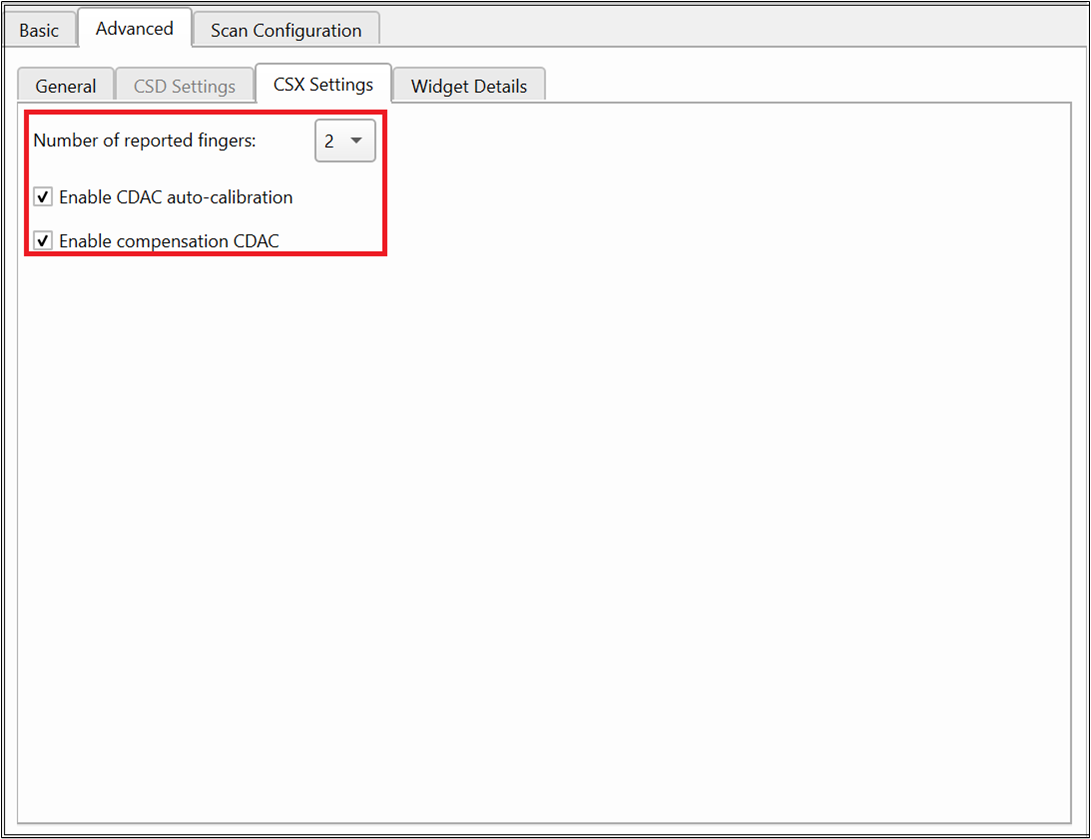 Basic Advanced Scan Configuration
General CSD Settings CSX Settings Widget Details
Number of reported fingers: 2
Enable CDAC auto-calibration
Enable compensation CDAC